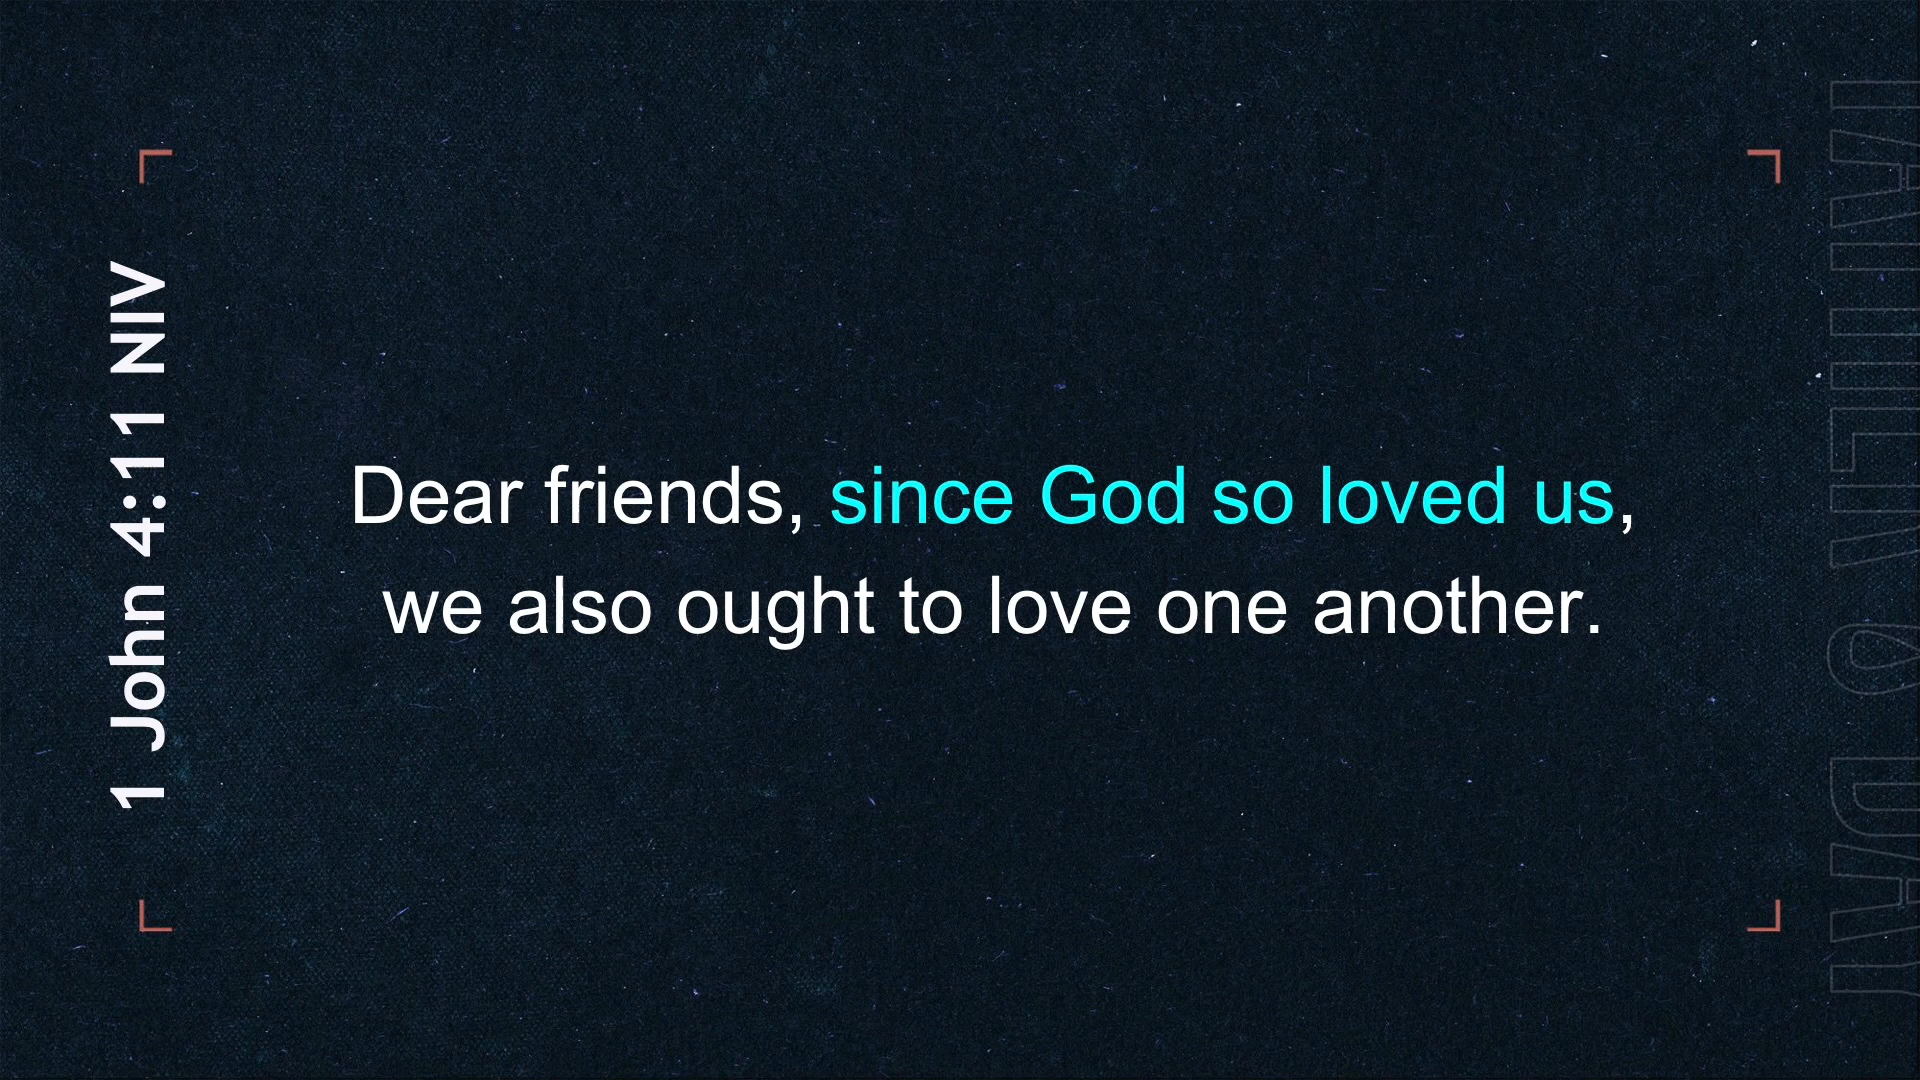 1 John 4:11 NIV
Dear friends, since God so loved us,
we also ought to love one another.